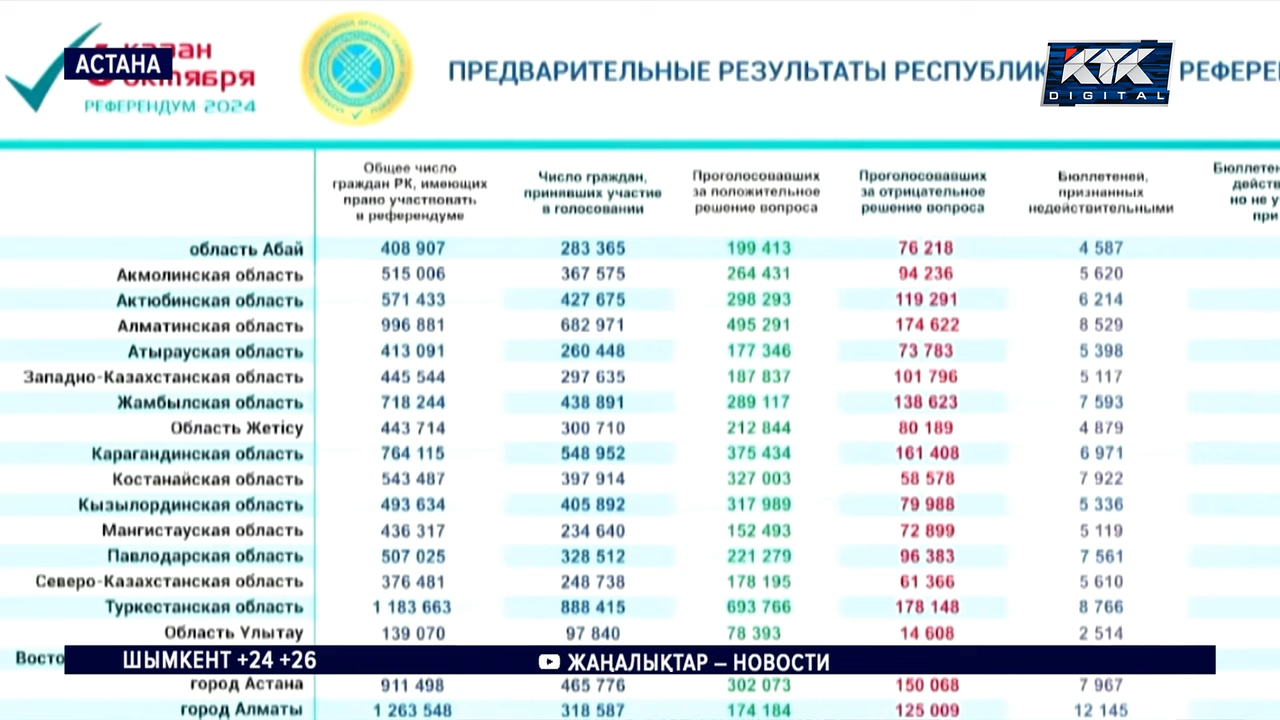 АСТАНА
қазан
октября
РЕФЕРЕНДУМ 2024
ПРЕДВАРИТЕЛЬНЫЕ РЕЗУЛЬТАТЫ РЕСПУБЛИК РЕФЕРЕН
КТК
DIGITAL
Общее число
граждан РК, имеющих
право участвовать
в референдуме
Число граждан,
принявших участие
в голосовании
Проголосовавших
за положительное
решение вопроса
Проголосовавших
за отрицательное
решение вопроса
Бюллетеней,
признанных
недействительными
Бюллетен
дейст
но не у
при
область Абай 408 907 283 365 199 413 76 218 4 587
Акмолинская область 515 006 367 575 264 431 94 236 5 620
Актюбинская область 571 433 427 675 298 293 119 291 6 214
Алматинская область 996 881 682 971 495 291 174 622 8 529
Атырауская область 413 091 260 448 177 346 73 783 5 398
Западно-Казахстанская область 445 544 297 635 187 837 101 796 5 117
Жамбылская область 718 244 438 891 289 117 138 623 7 593
Область Жетісу 443 714 300 710 212 844 80 189 4 879
Карагандинская область 764 115 548 952 375 434 161 408 6 971
Костанайская область 543 487 397 914 327 003 58 578 7 922
Кызылординская область 493 634 405 892 317 989 79 988 5 336
Мангистауская область 436 317 234 640 152 493 72 899 5 119
Павлодарская область 507 025 328 512 221 279 96 383 7 561
Северо-Казахстанская область 376 481 248 738 178 195 61 366 5 610
Туркестанская область 1 183 663 888 415 693 766 178 148 8 766
Область Улытау 139 070 97 840 78 393 14 608 2 514
Восто
ШЫМКЕНТ +24 +26
ЖАҢАЛЫҚТАР – НОВОСТИ
город Астана 911 498 465 776 302 073 150 068 7 967
город Алматы 1 263 548 318 587 174 184 125 009 12 145